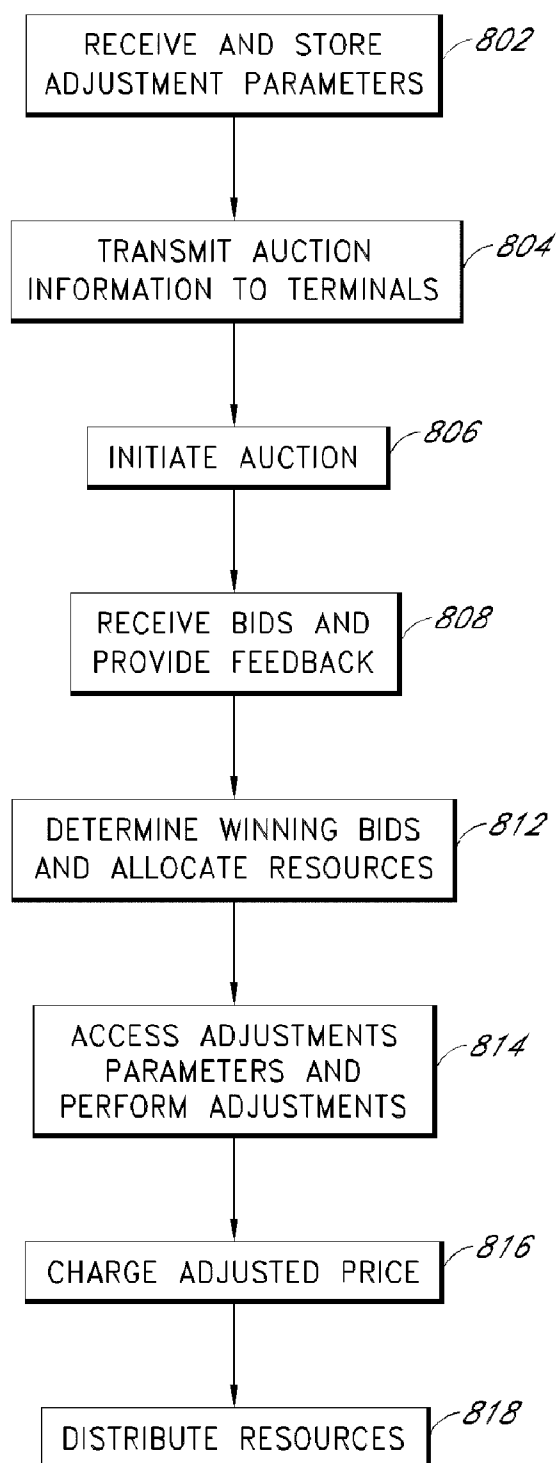 RECEIVE AND STORE
ADJUSTMENT PARAMETERS
802
TRANSMIT AUCTION
INFORMATION TO TERMINALS
804
INITIATE AUCTION
806
RECEIVE BIDS AND
PROVIDE FEEDBACK
808
DETERMINE WINNING BIDS
AND ALLOCATE RESOURCES
812
ACCESS ADJUSTMENTS
PARAMETERS AND
PERFORM ADJUSTMENTS
814
CHARGE ADJUSTED PRICE
816
DISTRIBUTE RESOURCES
818